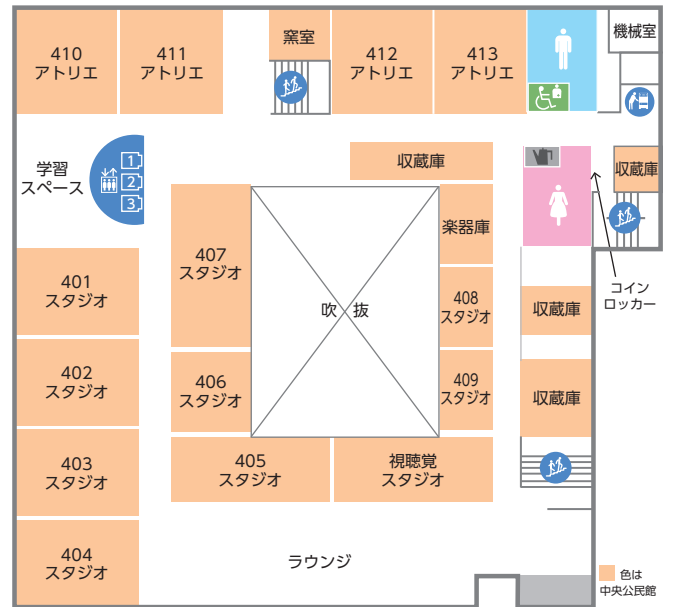 410
アトリエ
411
アトリエ
窯室
412
アトリエ
413
アトリエ
機械室
学習
スペース
1
2
3
収蔵庫
収蔵庫
407
スタジオ
楽器庫
401
スタジオ
吹 抜
408
スタジオ
収蔵庫
コイン
ロッカー
402
スタジオ
406
スタジオ
409
スタジオ
収蔵庫
403
スタジオ
405
スタジオ
視聴覚
スタジオ
404
スタジオ
ラウンジ
色は
中央公民館